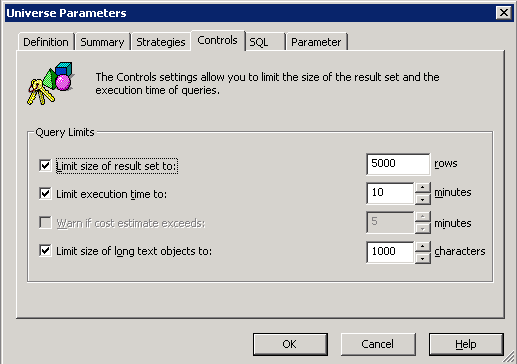 Universe Parameters
Definition Summary Strategies Controls SQL Parameter
The Controls settings allow you to limit the size of the result set and the
execution time of queries.
Query Limits
Limit size of result set to: 5000 rows
Limit execution time to: 10 minutes
Warn if cost estimate exceeds: 5 minutes
Limit size of long text objects to: 1000 characters
OK Cancel Help